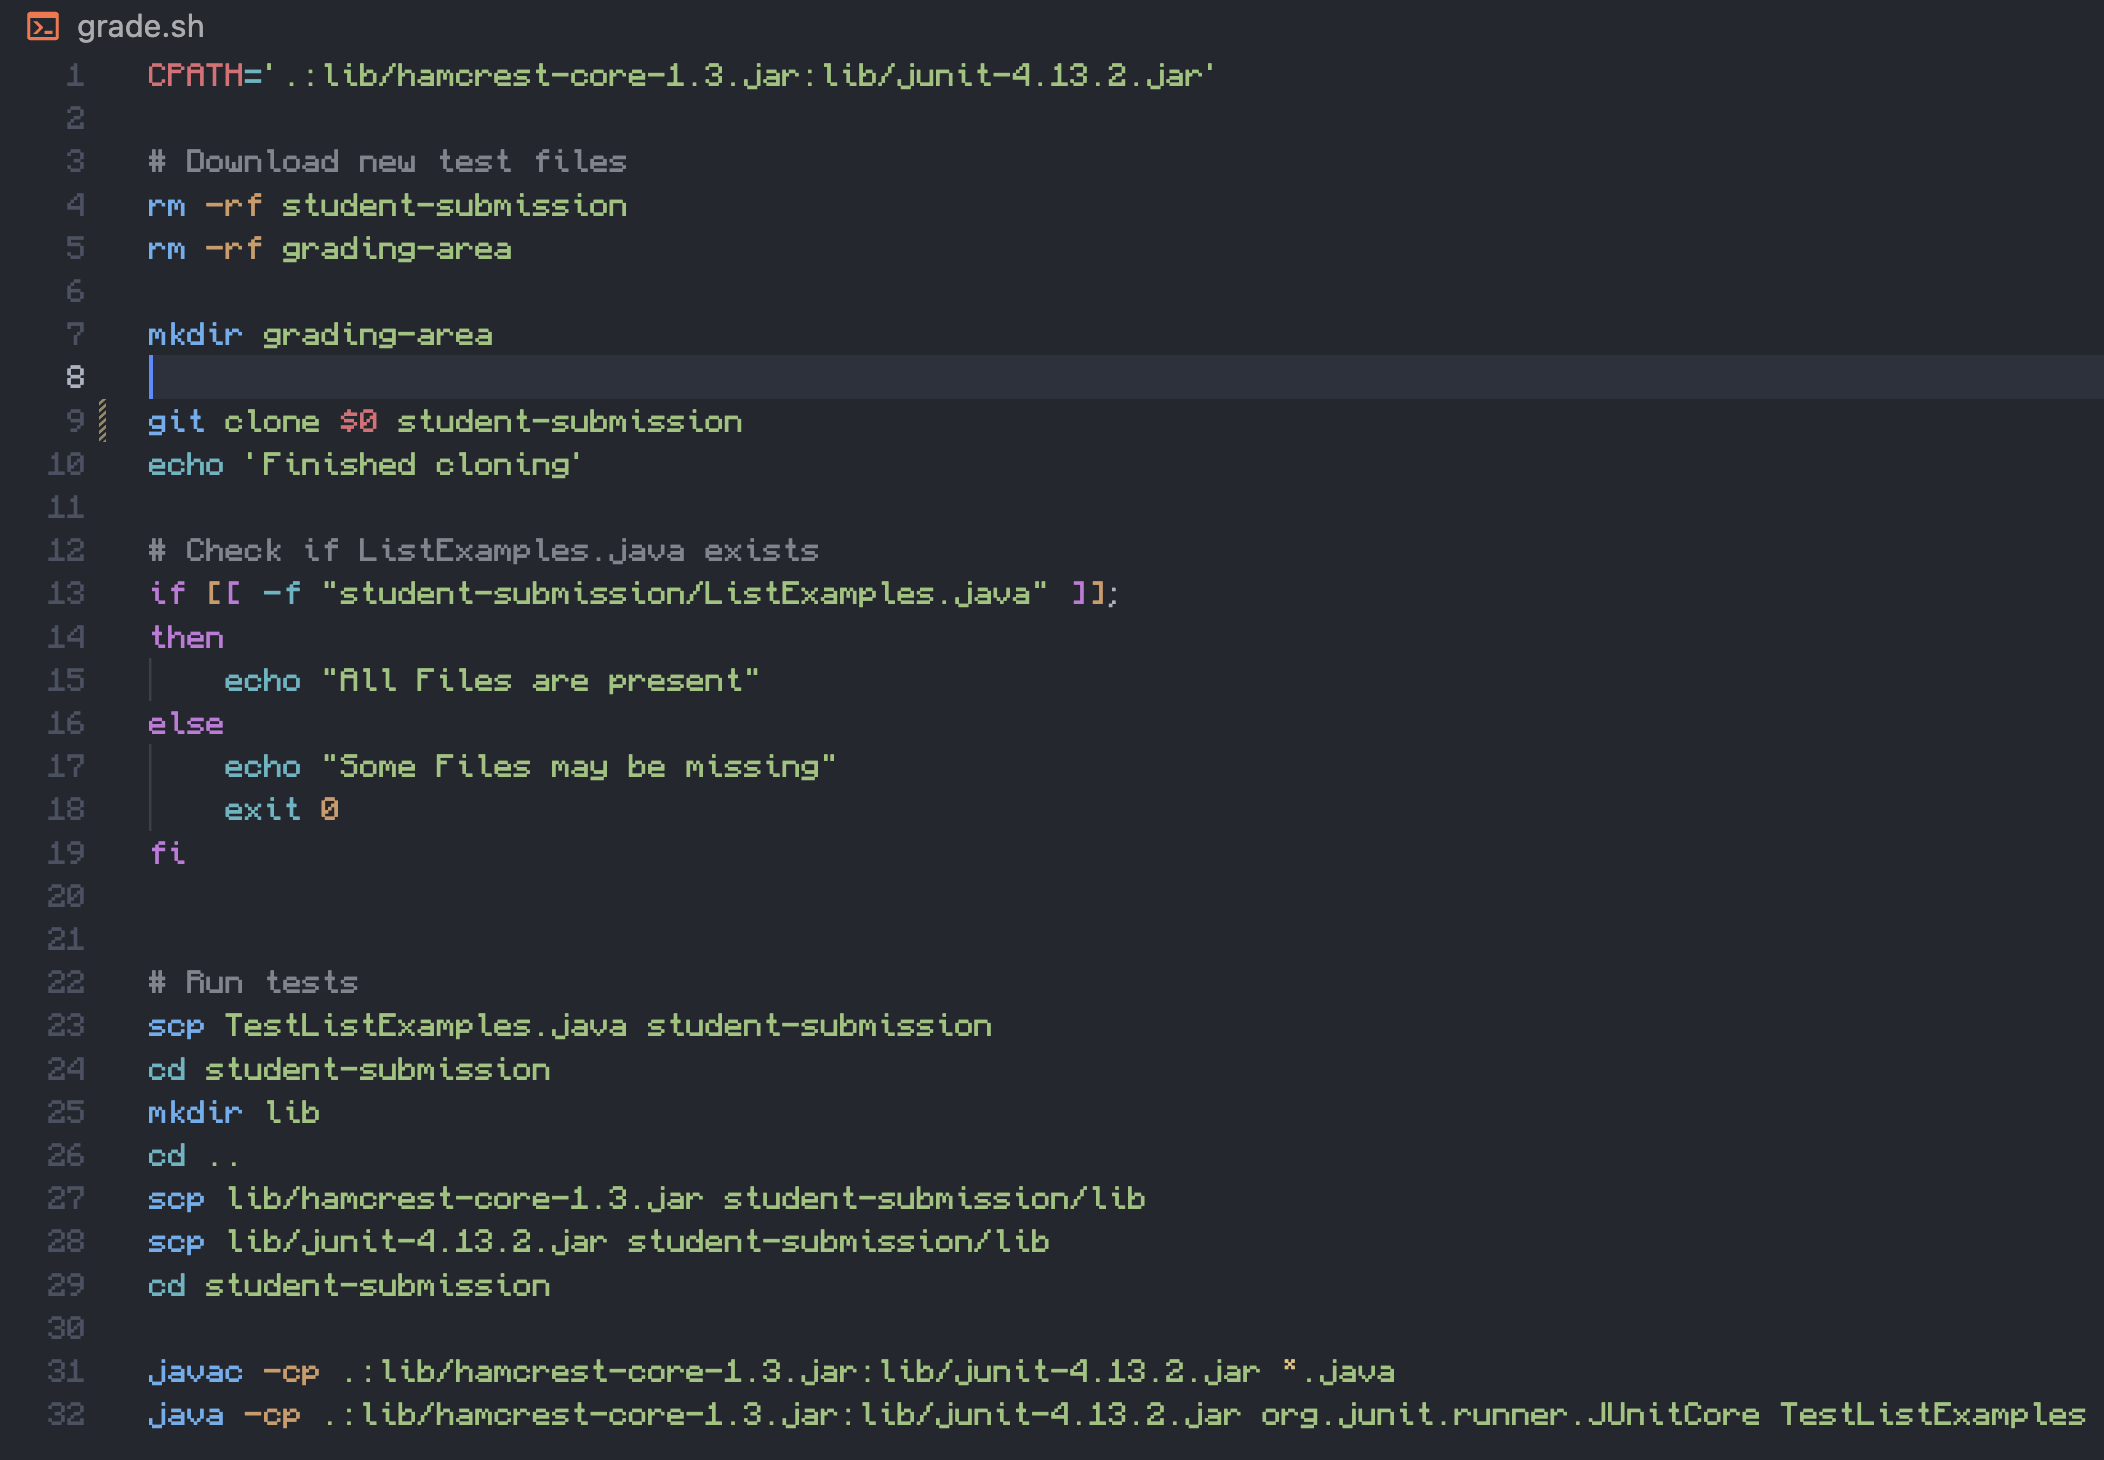 grade.sh
1 CPATH='.:lib/hamcrest-core-1.3.jar:lib/junit-4.13.2.jar'
2
3 # Download new test files
4 rm -rf student-submission
5 rm -rf grading-area
6
7 mkdir grading-area
8
9 git clone $0 student-submission
10 echo 'Finished cloning'
11
12 # Check if ListExamples.java exists
13 if [[ -f "student-submission/ListExamples.java" ]];
14 then
15     echo "All Files are present"
16 else
17     echo "Some Files may be missing"
18     exit 0
19 fi
20
21
22 # Run tests
23 scp TestListExamples.java student-submission
24 cd student-submission
25 mkdir lib
26 cd ..
27 scp lib/hamcrest-core-1.3.jar student-submission/lib
28 scp lib/junit-4.13.2.jar student-submission/lib
29 cd student-submission
30
31 javac -cp .:lib/hamcrest-core-1.3.jar:lib/junit-4.13.2.jar *.java
32 java -cp .:lib/hamcrest-core-1.3.jar:lib/junit-4.13.2.jar org.junit.runner.JUnitCore TestListExamples